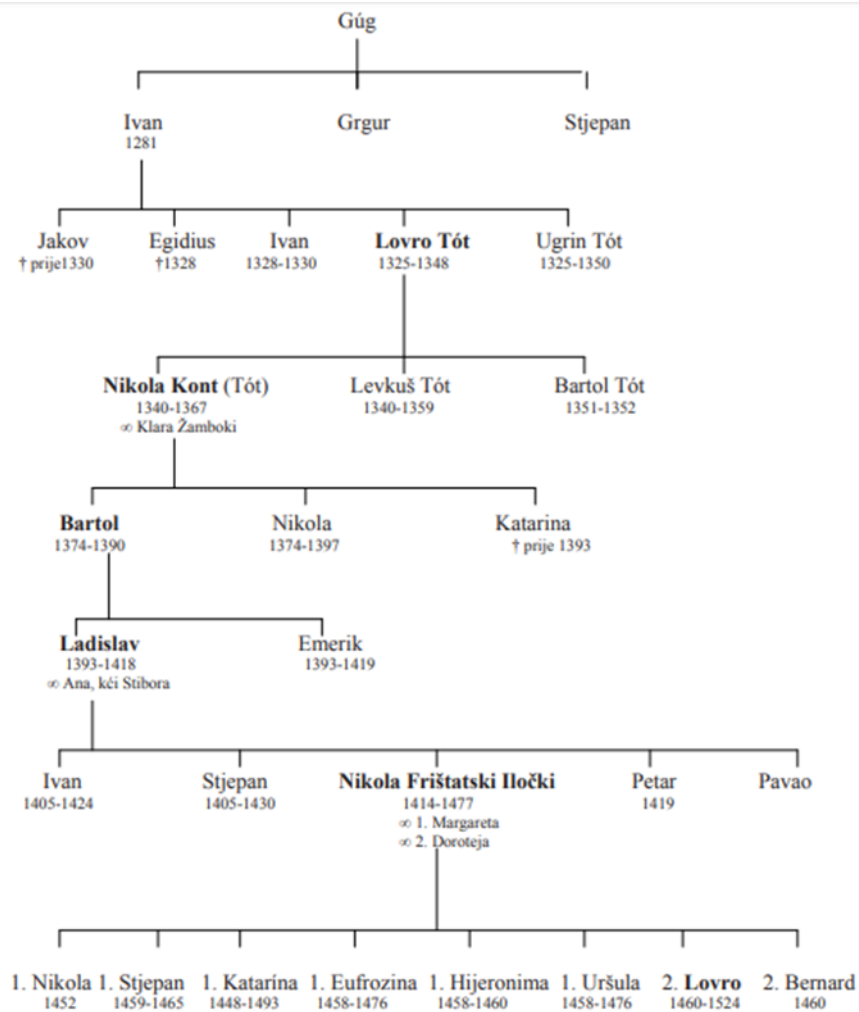 Gúg
Ivan Grgur Stjepan
1281
Jakov Egidius Ivan Lovro Tót Ugrin Tót
† prije1330 †1328 1328-1330 1325-1348 1325-1350
Nikola Kont (Tót) Levkuš Tót Bartol Tót
1340-1367 1340-1359 1351-1352
∞ Klara Žamboki
Bartol Nikola Katarina
1374-1390 1374-1397 † prije 1393
Ladislav Emerik
1393-1418 1393-1419
∞ Ana, kći Stibora
Ivan Stjepan Nikola Frištatski Iločki Petar Pavao
1405-1424 1405-1430 1414-1477 1419
∞ 1. Margareta
∞ 2. Doroteja
1. Nikola 1. Stjepan 1. Katarína 1. Eufrozina 1. Hijeronima 1. Uršula 2. Lovro 2. Bernard
1452 1459-1465 1448-1493 1458-1476 1458-1460 1458-1476 1460-1524 1460